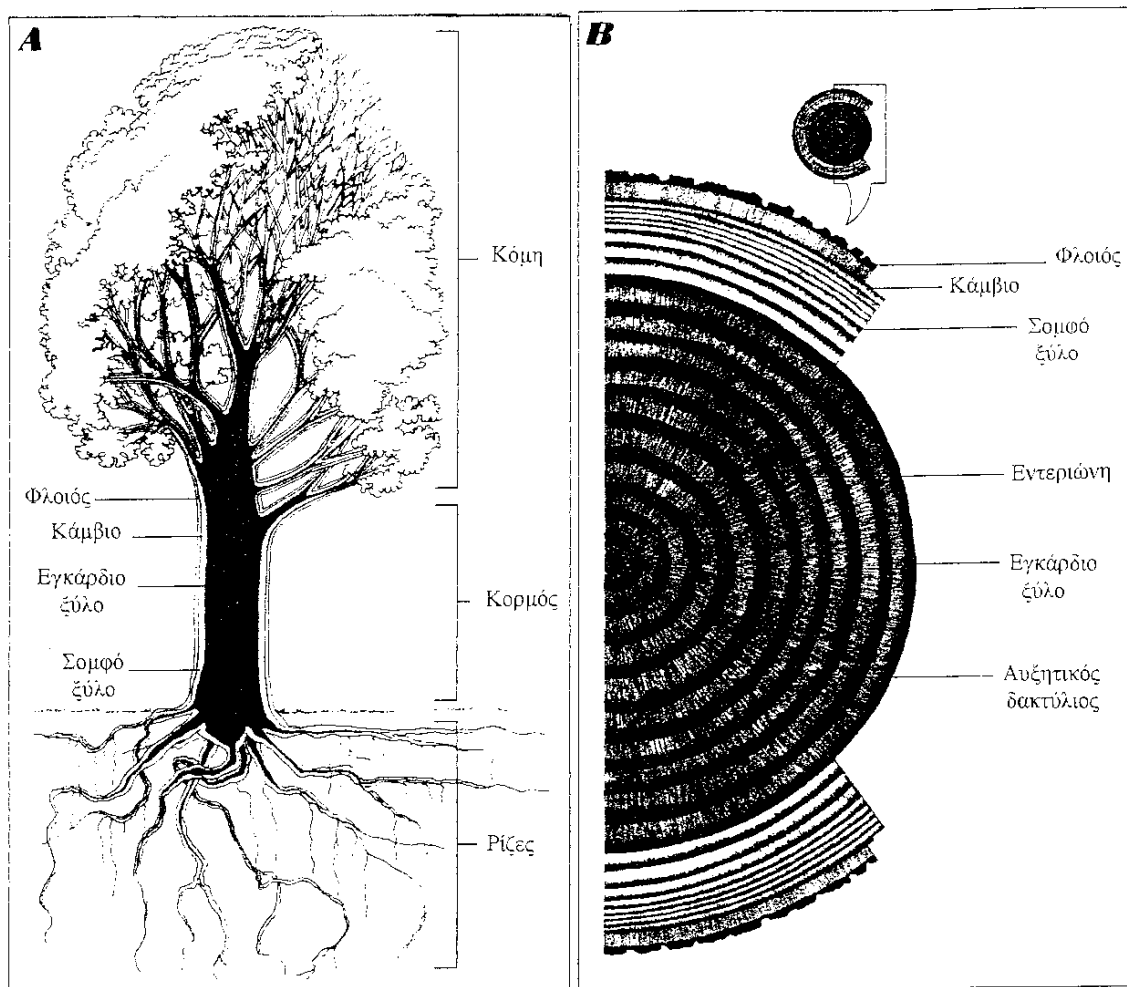 A
Κόμη
Φλοιός
Κάμβιο
Εγκάρδιο
ξύλο
Σομφό
ξύλο
Κορμός
Ρίζες
B
Φλοιός
Κάμβιο
Σομφό
ξύλο
Εντεριώνη
Εγκάρδιο
ξύλο
Αυξητικός
δακτύλιος